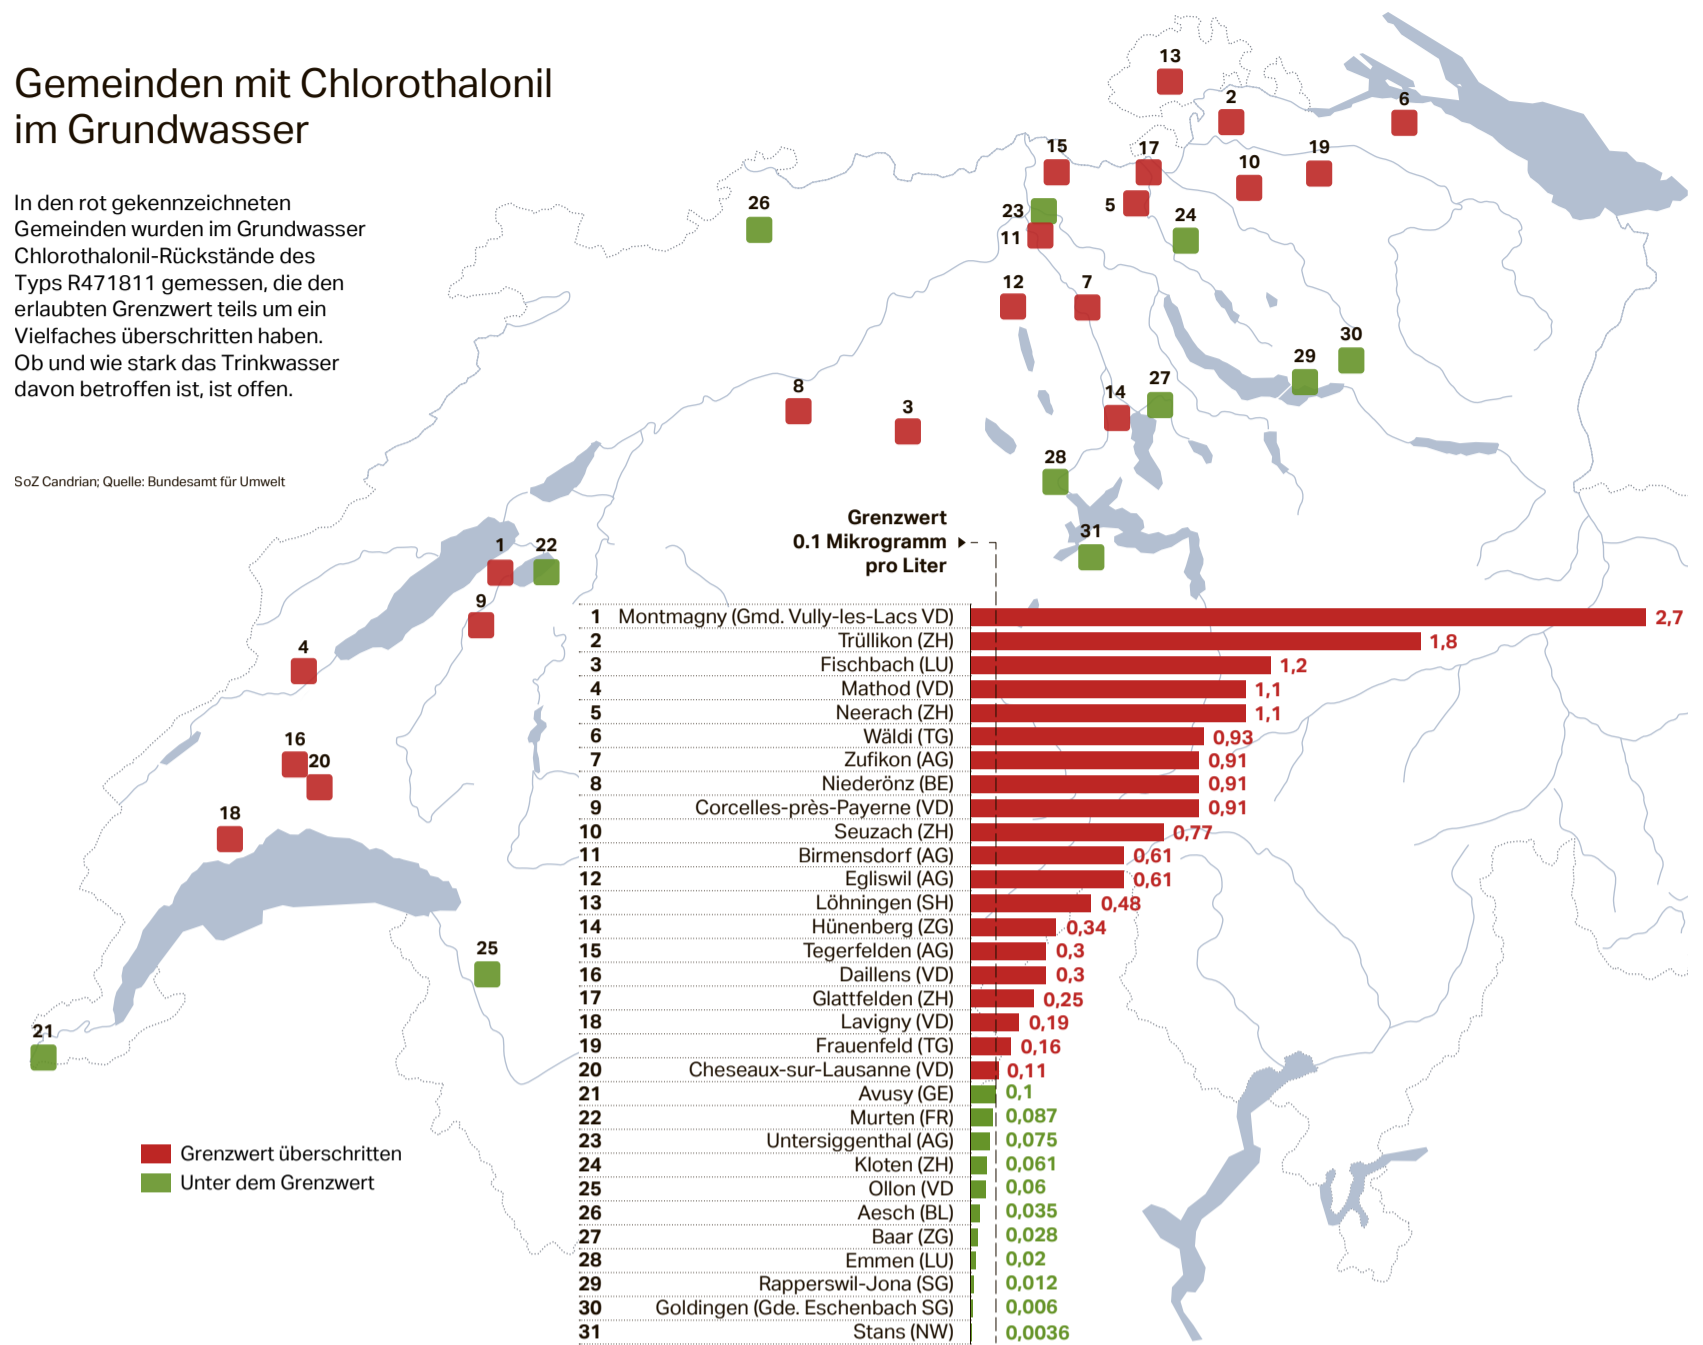 Gemeinden mit Chlorothalonil
im Grundwasser
In den rot gekennzeichneten
Gemeinden wurden im Grundwasser
Chlorothalonil-Rückstände des
Typs R471811 gemessen, die den
erlaubten Grenzwert teils um ein
Vielfaches überschritten haben.
Ob und wie stark das Trinkwasser
davon betroffen ist, ist offen.
SoZ Candrian; Quelle: Bundesamt für Umwelt
13
2
6
15
17
19
10
26
5
23
24
11
12
7
30
29
8
27
14
3
28
31
1
22
9
4
16
20
18
25
21
Grenzwert
0.1 Mikrogramm
pro Liter
1 Montmagny (Gmd. Vully-les-Lacs VD) 2,7
2 Trüllikon (ZH) 1,8
3 Fischbach (LU) 1,2
4 Mathod (VD) 1,1
5 Neerach (ZH) 1,1
6 Wäldi (TG) 0,93
7 Zufikon (AG) 0,91
8 Niederönz (BE) 0,91
9 Corcelles-près-Payerne (VD) 0,91
10 Seuzach (ZH) 0,77
11 Birmensdorf (AG) 0,61
12 Egliswil (AG) 0,61
13 Löhningen (SH) 0,48
14 Hünenberg (ZG) 0,34
15 Tegerfelden (AG) 0,3
16 Daillens (VD) 0,3
17 Glattfelden (ZH) 0,25
18 Lavigny (VD) 0,19
19 Frauenfeld (TG) 0,16
20 Cheseaux-sur-Lausanne (VD) 0,11
21 Avusy (GE) 0,1
22 Murten (FR) 0,087
23 Untersiggenthal (AG) 0,075
24 Kloten (ZH) 0,061
25 Ollon (VD 0,06
26 Aesch (BL) 0,035
27 Baar (ZG) 0,028
28 Emmen (LU) 0,02
29 Rapperswil-Jona (SG) 0,012
30 Goldingen (Gde. Eschenbach SG) 0,006
31 Stans (NW) 0,0036
Grenzwert überschritten
Unter dem Grenzwert